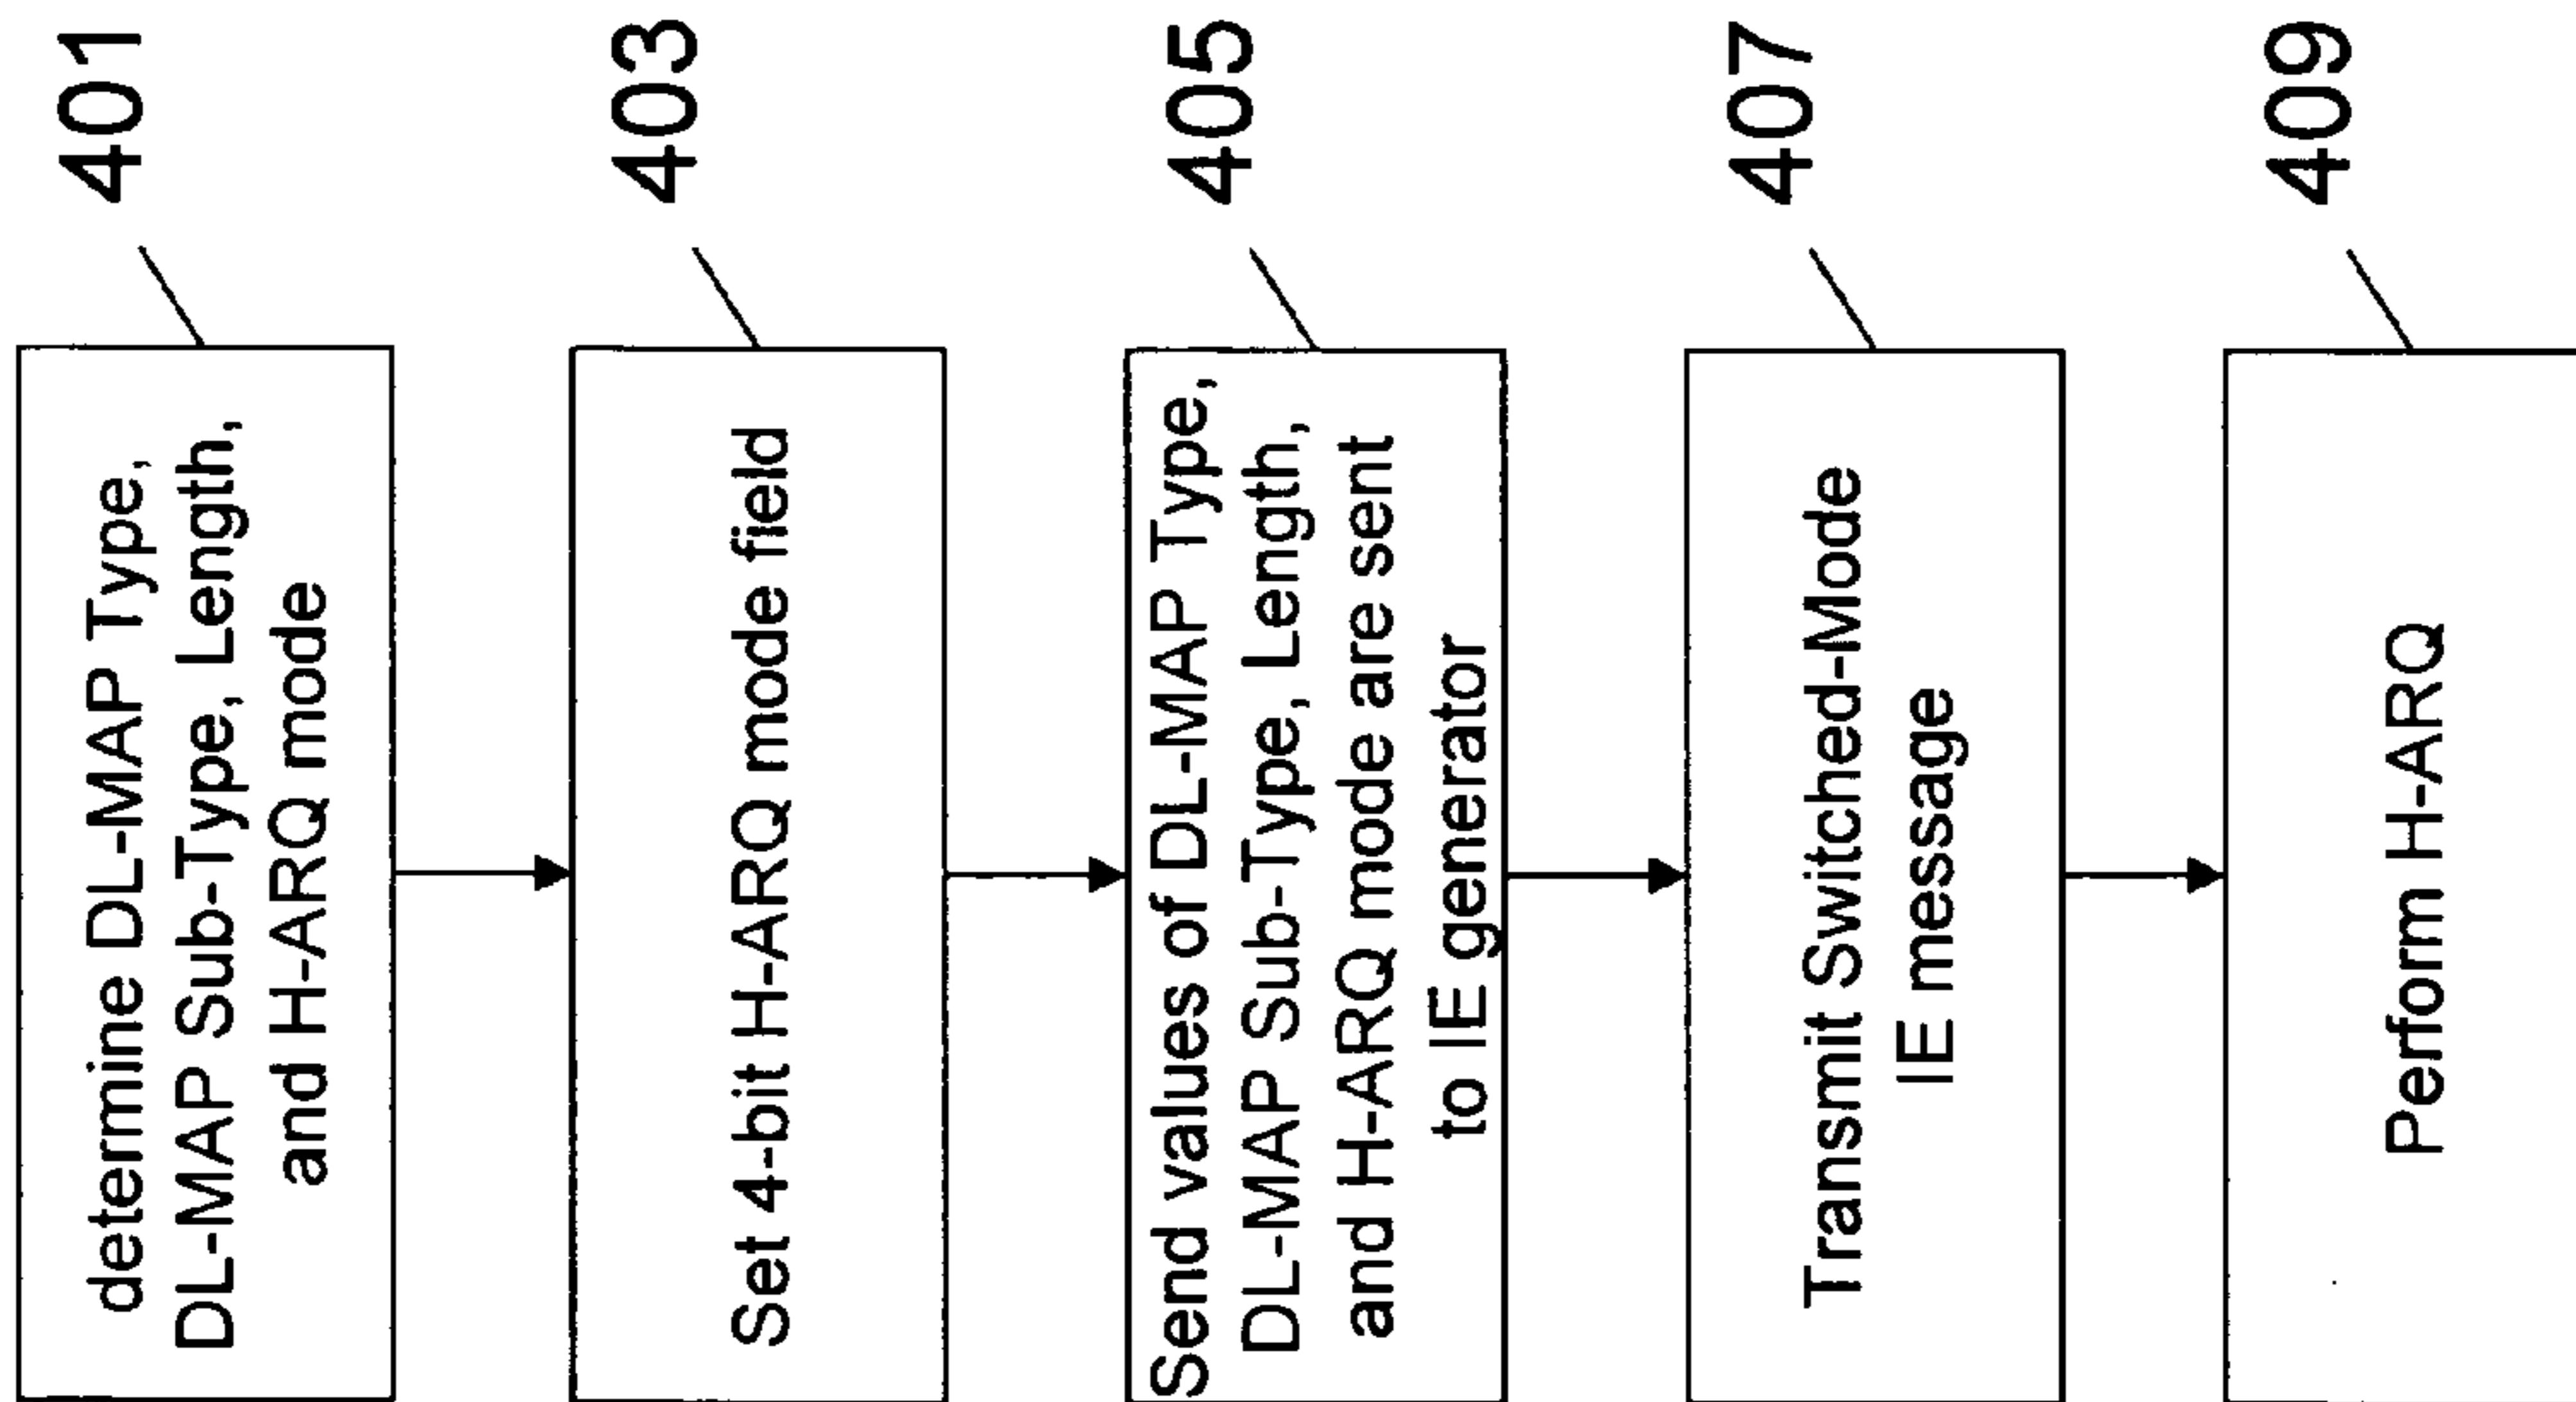 401
determine DL-MAP Type,
DL-MAP Sub-Type, Length,
and H-ARQ mode
403
Set 4-bit H-ARQ mode field
405
Send values of DL-MAP Type,
DL-MAP Sub-Type, Length,
and H-ARQ mode are sent
to IE generator
407
Transmit Switched-Mode
IE message
409
Perform H-ARQ